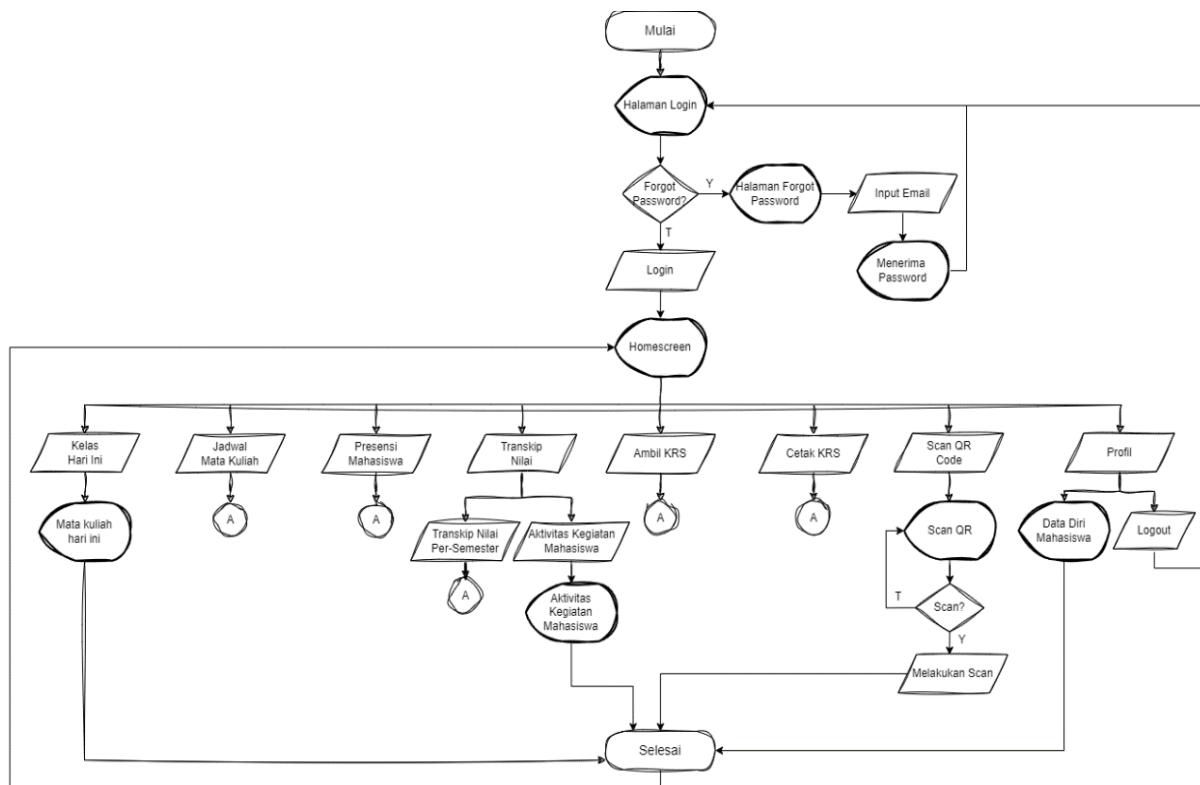 Mulai
Halaman Login
Forgot
Password?
Y
Halaman Forgot
Password
Input Email
T
Menerima
Password
Login
Homescreen
Kelas
Hari Ini
Jadwal
Mata Kuliah
Presensi
Mahasiswa
Transkip
Nilai
Ambil KRS
Cetak KRS
Scan QR
Code
Profil
Mata kuliah
hari ini
A
A
Transkip Nilai
Per-Semester
Aktivitas Kegiatan
Mahasiswa
A
A
Scan QR
Data Diri
Mahasiswa
Logout
A
Aktivitas
Kegiatan
Mahasiswa
T
Scan?
Y
Melakukan Scan
Selesai